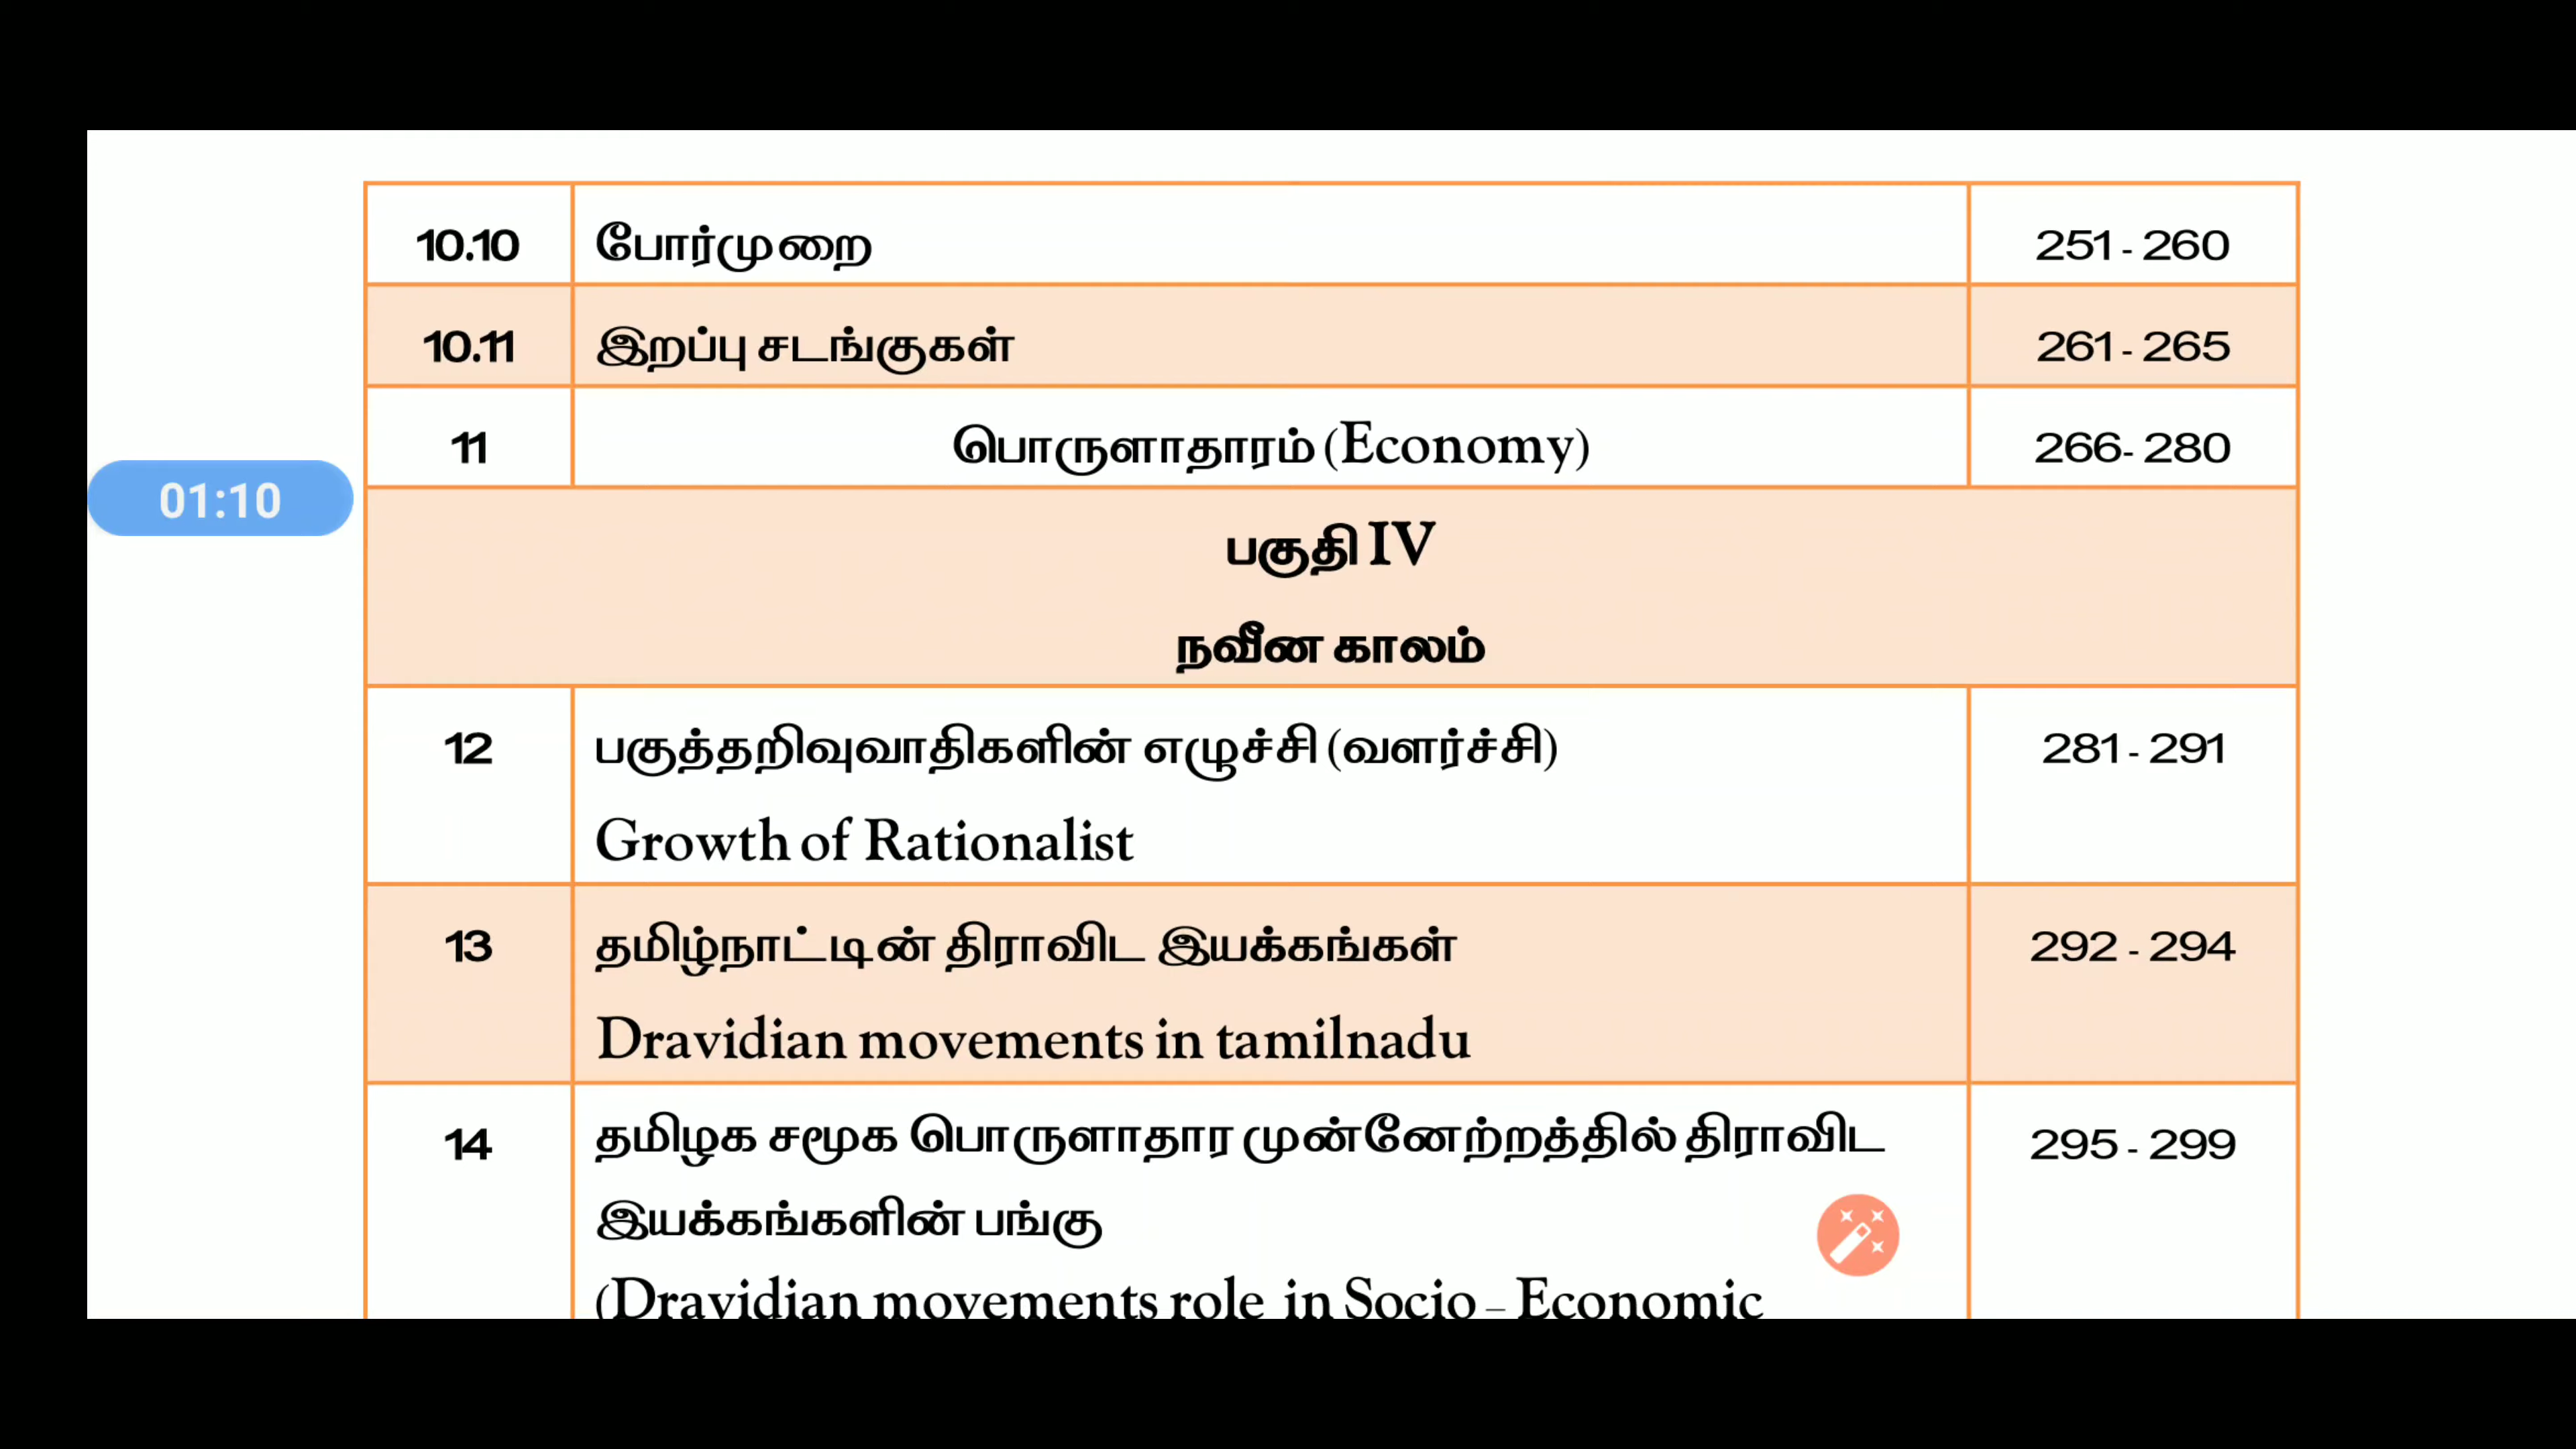 10.10 போர்முறை 251 - 260
10.11 இறப்பு சடங்குகள் 261 - 265
11 பொருளாதாரம் (Economy) 266- 280
01:10
பகுதி IV
நவீன காலம்
12 பகுத்தறிவுவாதிகளின் எழுச்சி (வளர்ச்சி) 281 - 291
Growth of Rationalist
13 தமிழ்நாட்டின் திராவிட இயக்கங்கள் 292 - 294
Dravidian movements in tamilnadu
14 தமிழக சமூக பொருளாதார முன்னேற்றத்தில் திராவிட 295 - 299
இயக்கங்களின் பங்கு
(Dravidian movements role in Socio – Economic